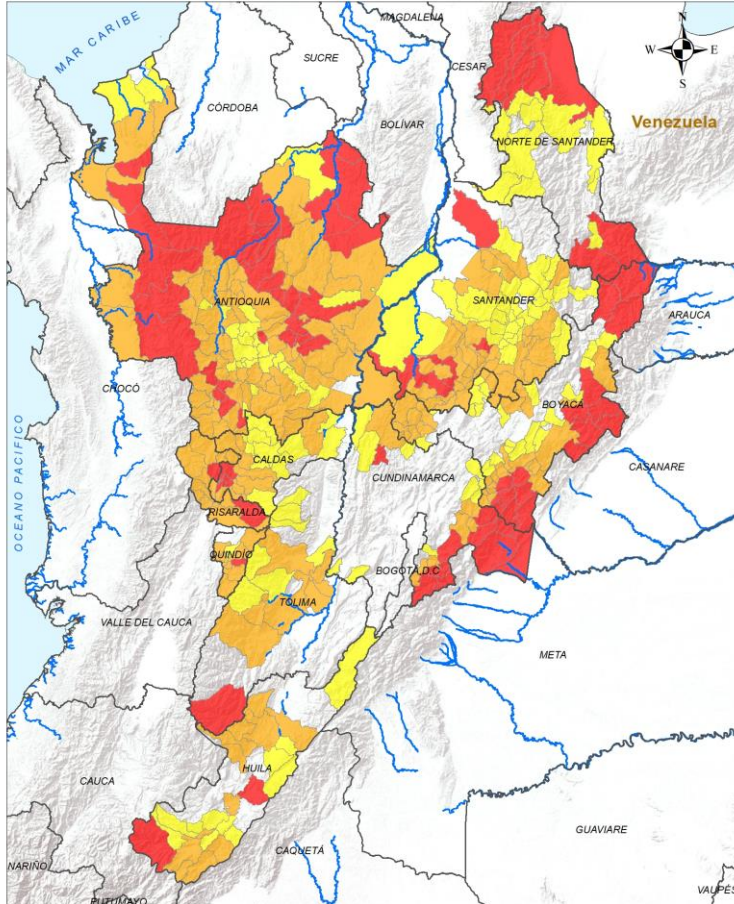 MAGDALENA
N
MAR CARIBE
SUCRE
CESAR
W
E
S
CÓRDOBA
BOLÍVAR
Venezuela
NORTE DE SANTANDER
ANTIOQUIA
SANTANDER
ARAUCA
CHOCÓ
BOYACÁ
CALDAS
CASANARE
CUNDINAMARCA
OCEANO PACIFICO
RISARALDA
QUINDÍO
BOGOTÁ, D.C
TOLIMA
VALLE DEL CAUCA
META
HUILA
CAUCA
GUAVIARE
CAQUETÁ
NARIÑO
VAUPÉS
PUTUMAYO